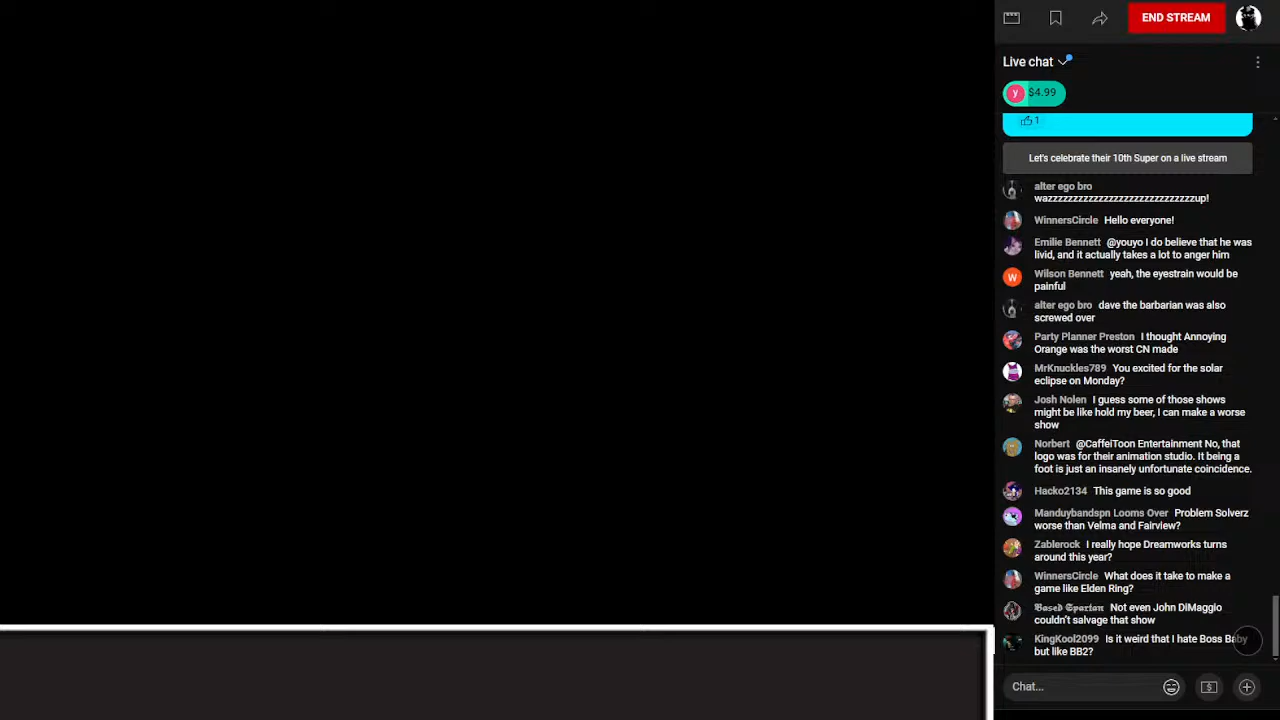 END STREAM
Live chat
y $4.99
1
Let's celebrate their 10th Super on a live stream
alter ego bro
wazzzzzzzzzzzzzzzzzzzzzzzzzzzzup!
WinnersCircle Hello everyone!
Emilie Bennett @youyo I do believe that he was
livid, and it actually takes a lot to anger him
W Wilson Bennett yeah, the eyestrain would be
painful
alter ego bro dave the barbarian was also
screwed over
Party Planner Preston I thought Annoying
Orange was the worst CN made
MrKnuckles789 You excited for the solar
eclipse on Monday?
Josh Nolen I guess some of those shows
might be like hold my beer, I can make a worse
show
Norbert @CaffeiToon Entertainment No, that
logo was for their animation studio. It being a
foot is just an insanely unfortunate coincidence.
Hacko2134 This game is so good
Manduybandspn Looms Over Problem Solverz
worse than Velma and Fairview?
Zablerock I really hope Dreamworks turns
around this year?
WinnersCircle What does it take to make a
game like Elden Ring?
𝕭𝖆𝖘𝖊𝖉 𝕾𝖕𝖆𝖗𝖎𝖆𝖓 Not even John DiMaggio
couldn't salvage that show
KingKool2099 Is it weird that I hate Boss Baby
but like BB2?
Chat...